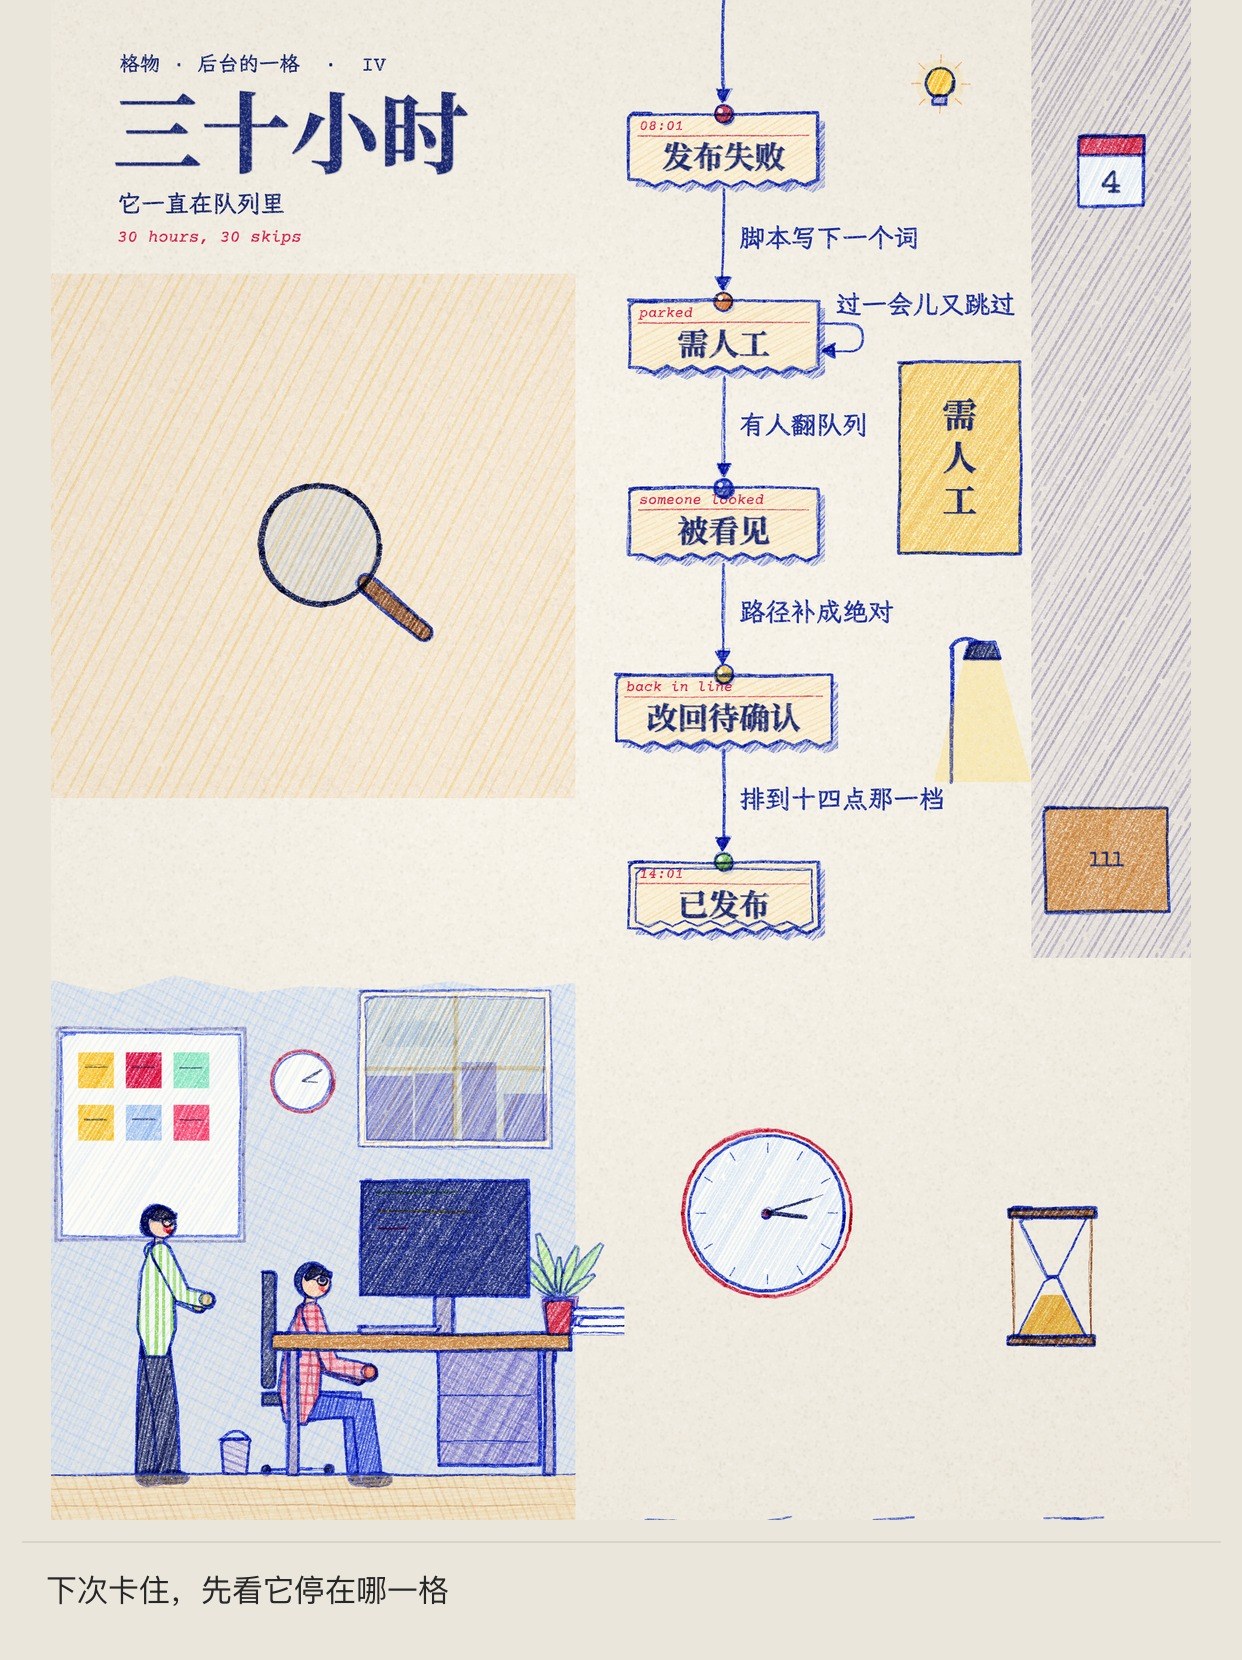 格物 · 后台的一格 · IV
三十小时
它一直在队列里
30 hours, 30 skips
08:01
发布失败
脚本写下一个词
parked
需人工
过一会儿又跳过
有人翻队列
需人工
someone looked
被看见
路径补成绝对
back in line
改回待确认
排到十四点那一档
14:01
已发布
4
111
下次卡住，先看它停在哪一格